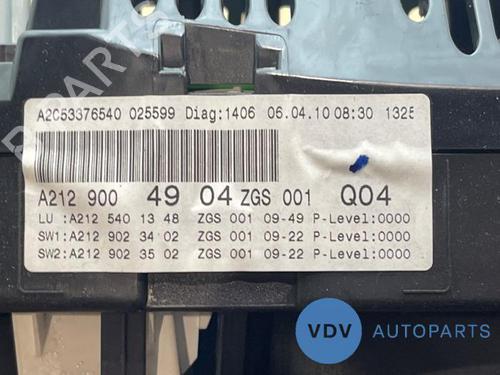 A2C53376540 025599 Diag:1406 06.04.10 08:30 1325
A212 900 49 04 ZGS 001 Q04
LU :A212 540 13 48 ZGS 001 09-49 P-Level:0000
SW1:A212 902 34 02 ZGS 001 09-22 P-Level:0000
SW2:A212 902 35 02 ZGS 001 09-22 P-Level:0000
VDV AUTOPARTS